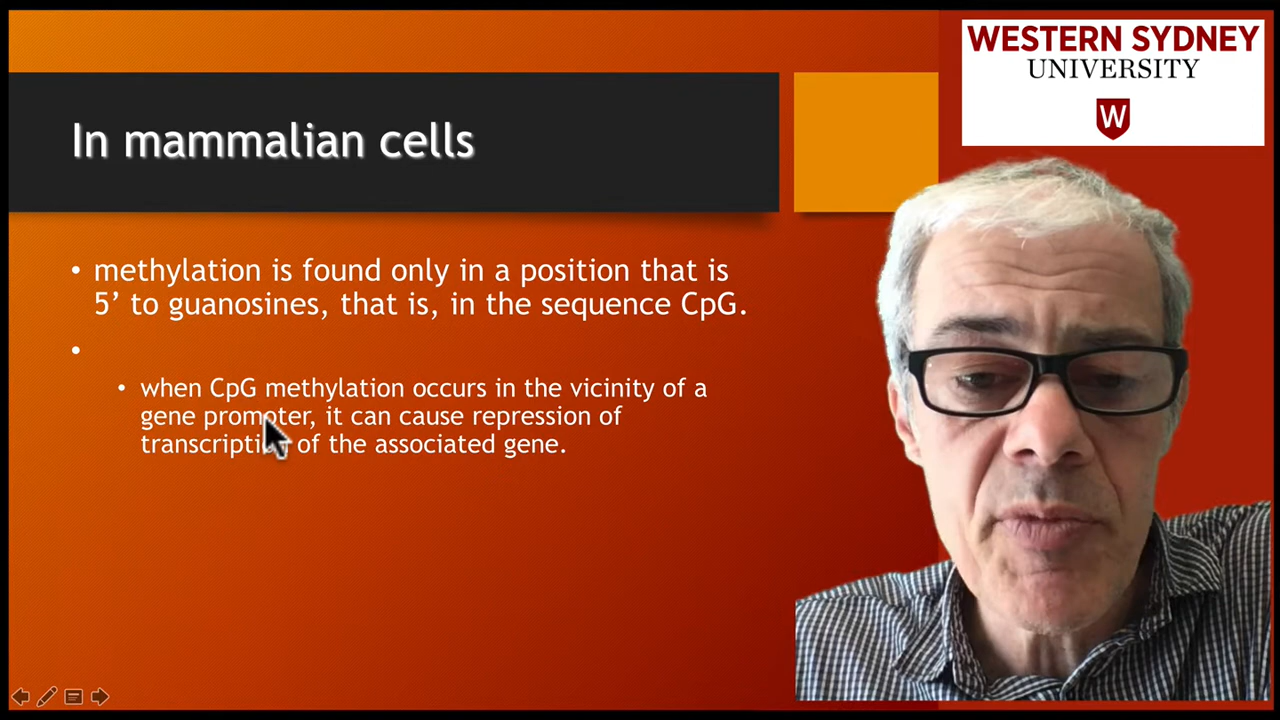 WESTERN SYDNEY
UNIVERSITY
W
In mammalian cells
• methylation is found only in a position that is
5’ to guanosines, that is, in the sequence CpG.
•
• when CpG methylation occurs in the vicinity of a
gene promoter, it can cause repression of
transcription of the associated gene.